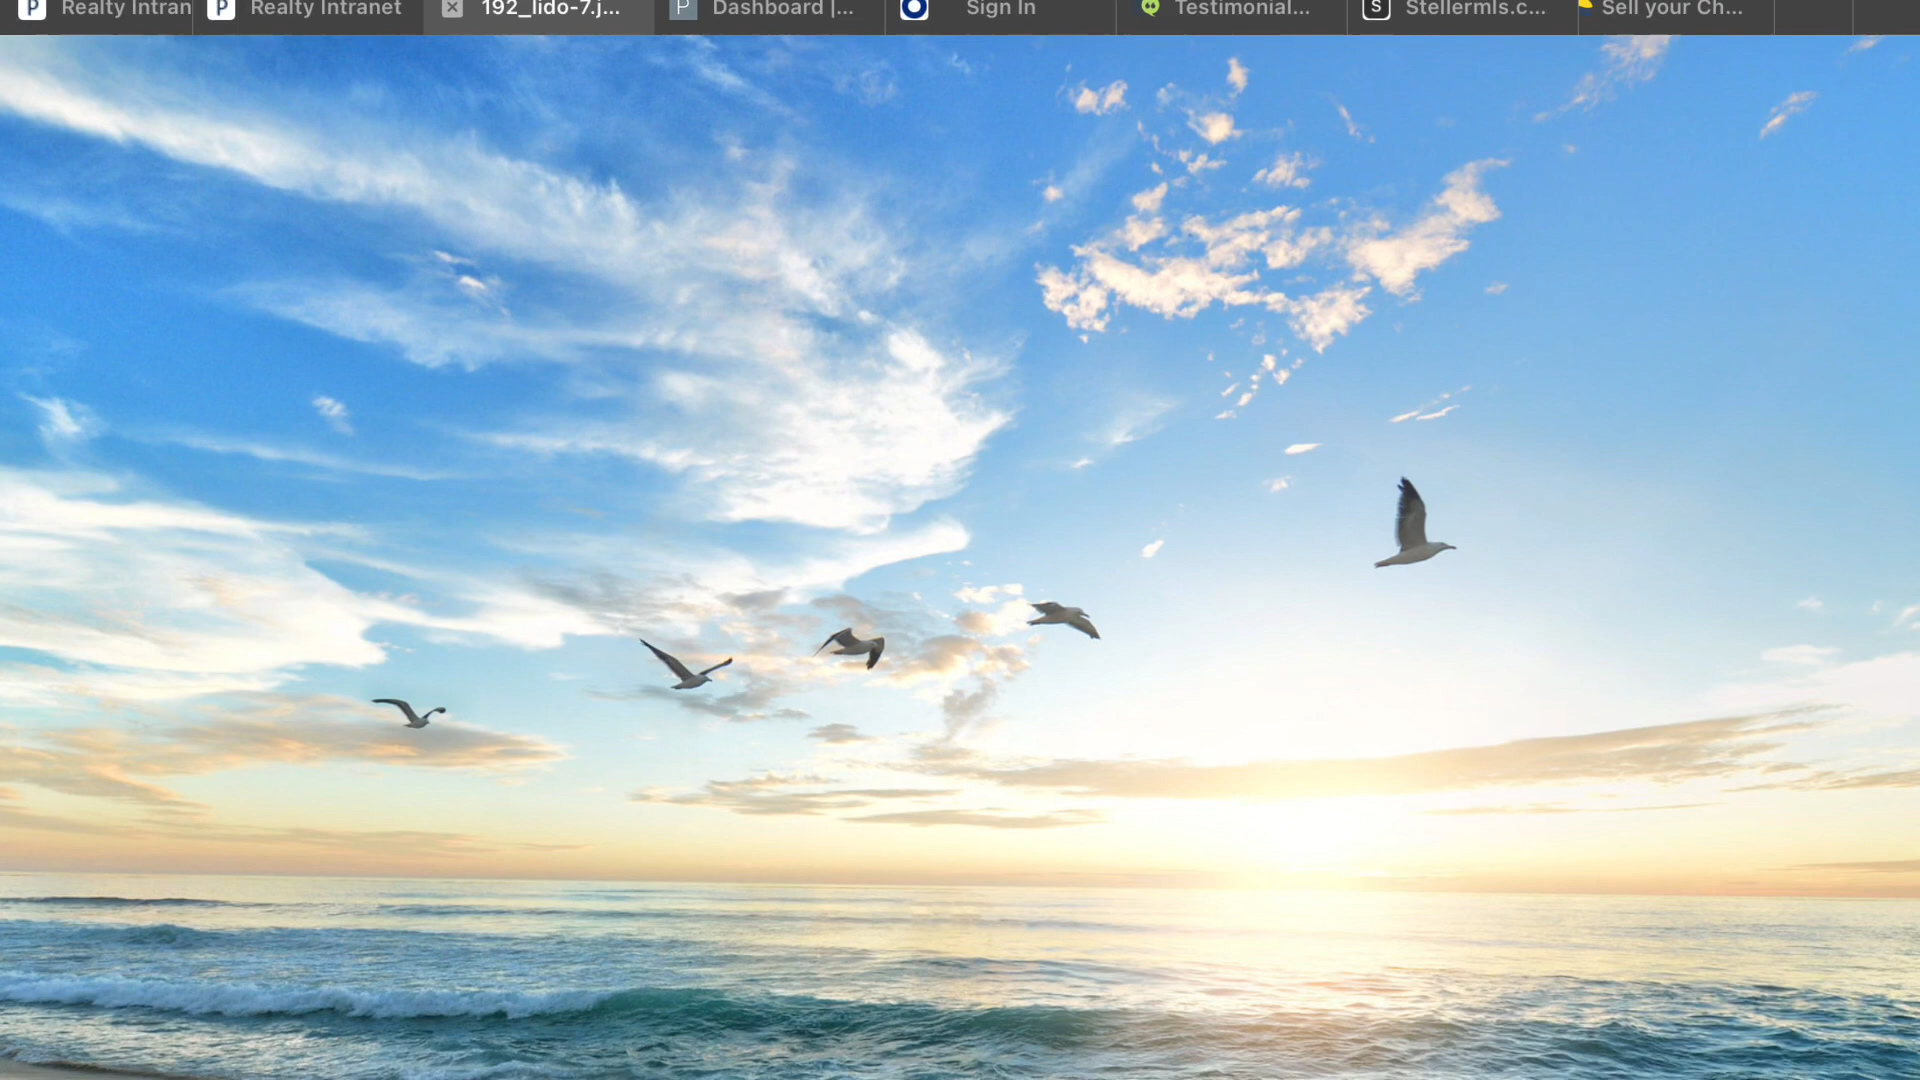 P Realty Intran
P Realty Intranet
192_lido-7.j...
P Dashboard |...
Sign In
Testimonial...
S Stellermls.c...
Sell your Ch...